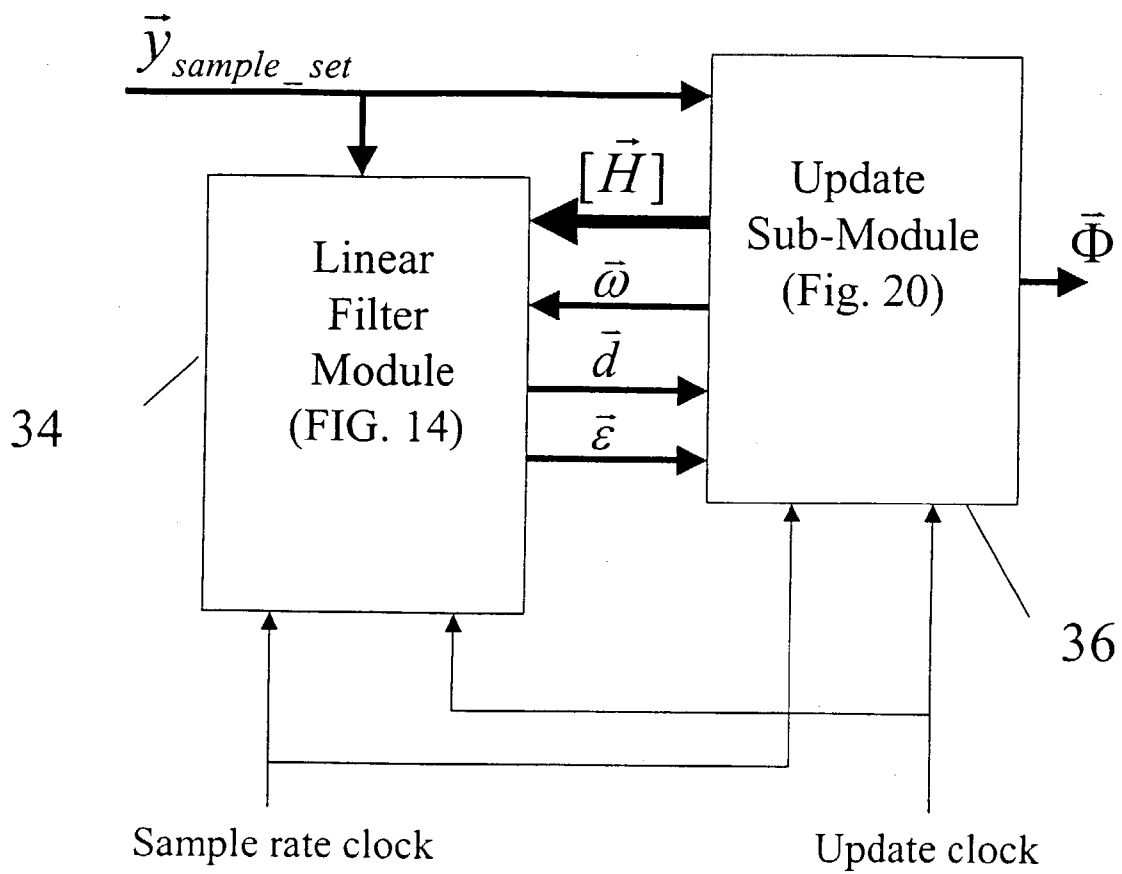 y⃗ sample_set
[H⃗]
Update
Sub-Module
(Fig. 20)
Φ⃗
Linear
Filter
Module
(FIG. 14)
ω⃗
d⃗
ε⃗
34
36
Sample rate clock
Update clock